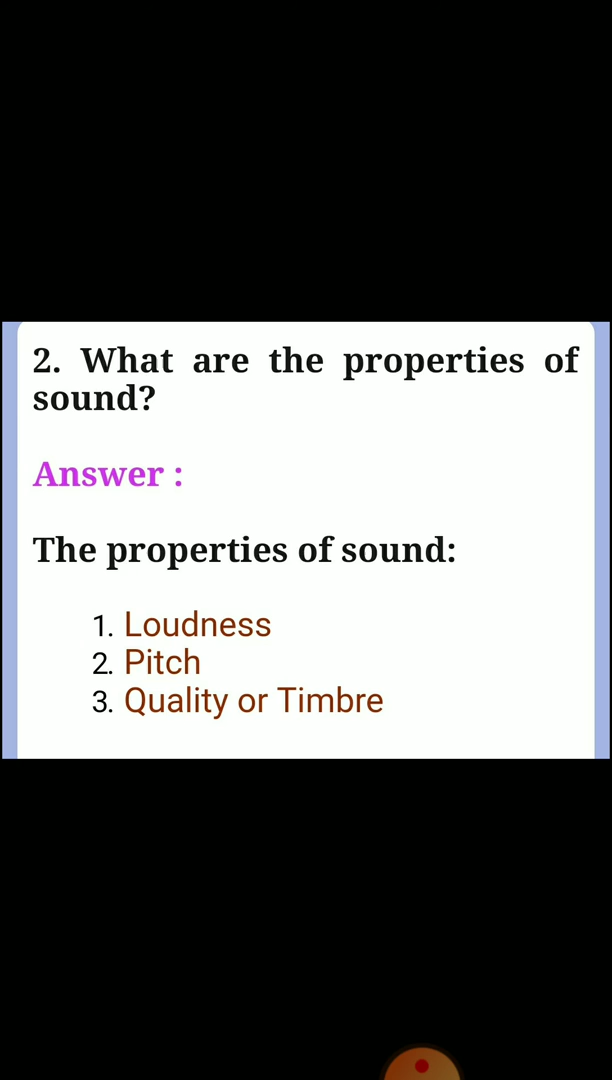 2. What are the properties of
sound?
Answer :
The properties of sound:
1. Loudness
2. Pitch
3. Quality or Timbre